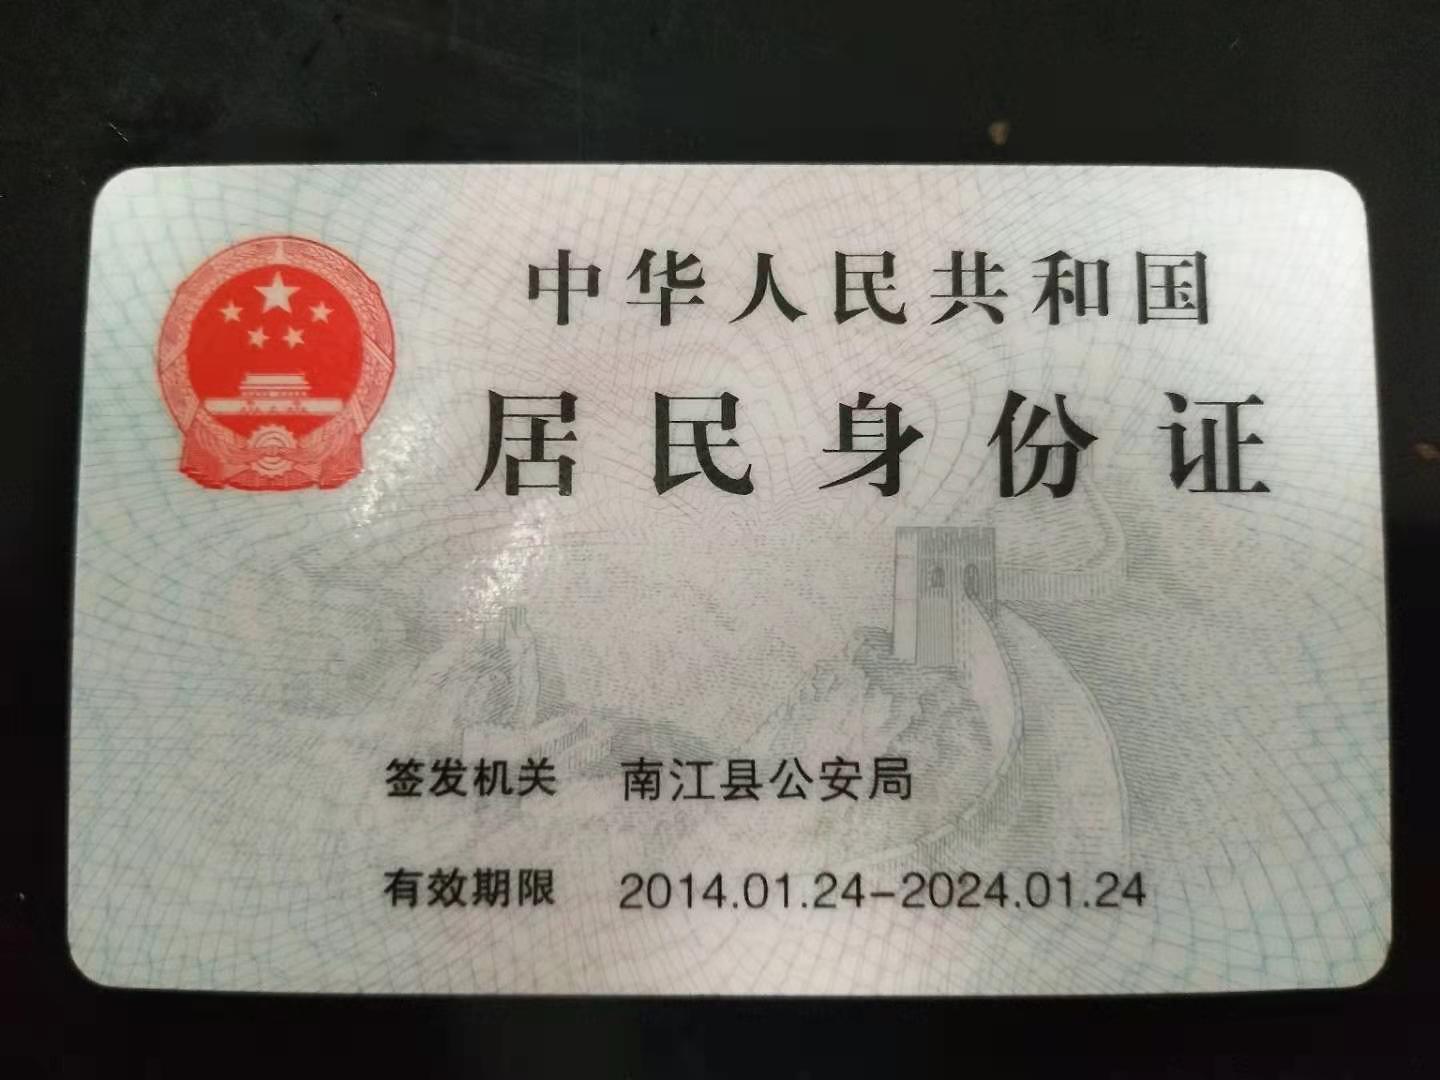 中华人民共和国
居民身份证
签发机关 南江县公安局
有效期限 2014.01.24-2024.01.24